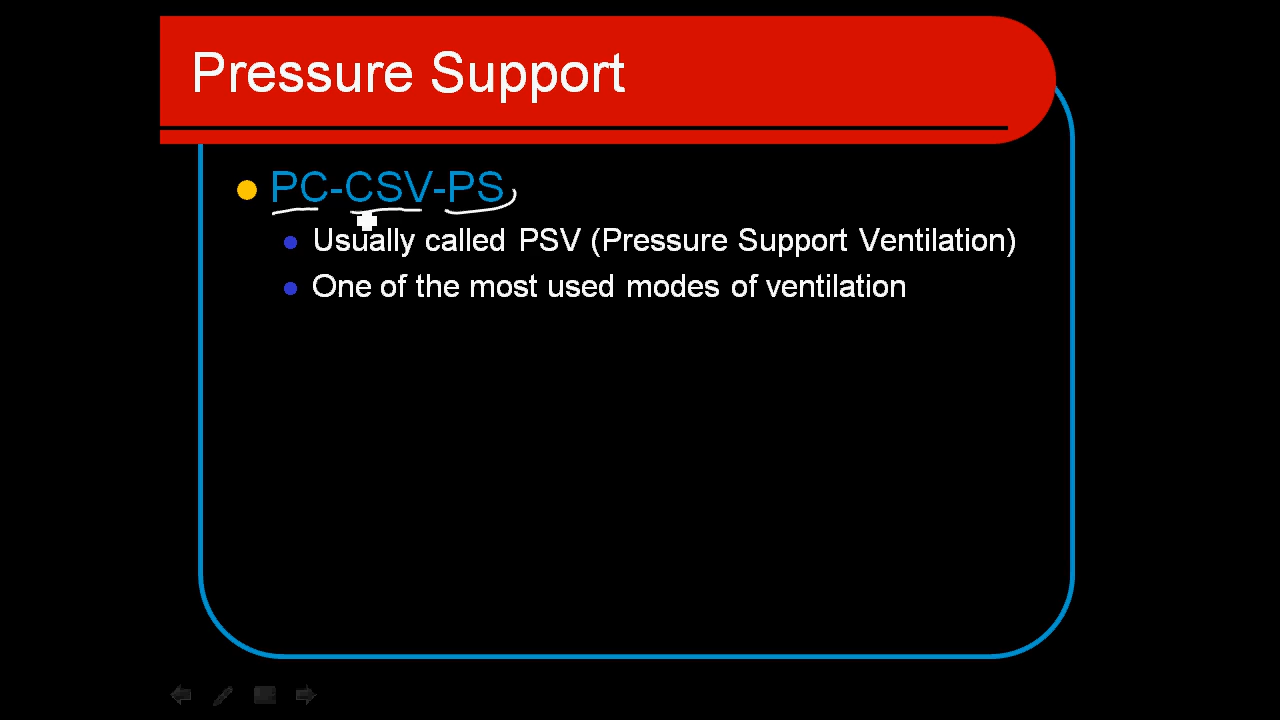 Pressure Support
PC-CSV-PS
Usually called PSV (Pressure Support Ventilation)
One of the most used modes of ventilation